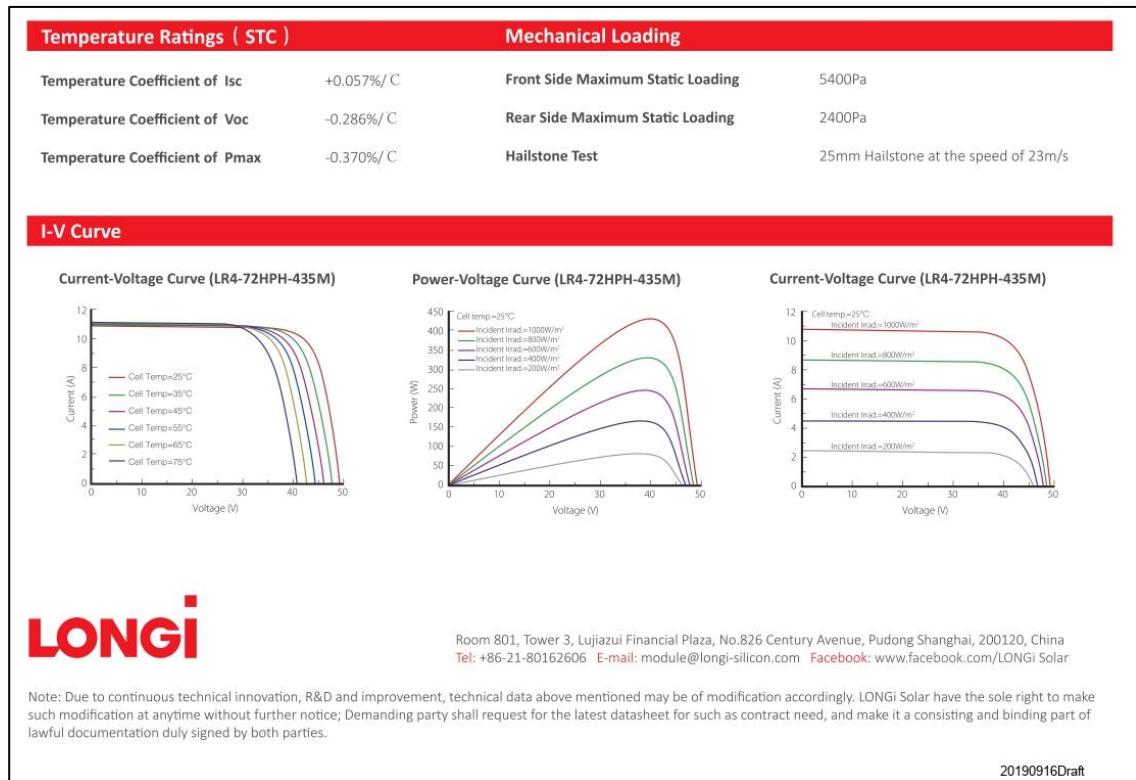 Temperature Ratings ( STC )
Mechanical Loading
Temperature Coefficient of Isc +0.057%/℃
Front Side Maximum Static Loading 5400Pa
Temperature Coefficient of Voc -0.286%/℃
Rear Side Maximum Static Loading 2400Pa
Temperature Coefficient of Pmax -0.370%/℃
Hailstone Test 25mm Hailstone at the speed of 23m/s
I-V Curve
Current-Voltage Curve (LR4-72HPH-435M)
12
10
8
6
4
2
0
Current (A)
Cell Temp=25°C
Cell Temp=35°C
Cell Temp=45°C
Cell Temp=55°C
Cell Temp=65°C
Cell Temp=75°C
0 10 20 30 40 50
Voltage (V)
Power-Voltage Curve (LR4-72HPH-435M)
450
400
350
300
250
200
150
100
50
0
Power (W)
Cell temp.=25°C
Incident Irrad.=1000W/m²
Incident Irrad.=800W/m²
Incident Irrad.=600W/m²
Incident Irrad.=400W/m²
Incident Irrad.=200W/m²
0 10 20 30 40 50
Voltage (V)
Current-Voltage Curve (LR4-72HPH-435M)
12
10
8
6
4
2
0
Current (A)
Cell temp.=25°C
Incident Irrad.=1000W/m²
Incident Irrad.=800W/m²
Incident Irrad.=600W/m²
Incident Irrad.=400W/m²
Incident Irrad.=200W/m²
0 10 20 30 40 50
Voltage (V)
LONGi
Room 801, Tower 3, Lujiazui Financial Plaza, No.826 Century Avenue, Pudong Shanghai, 200120, China
Tel: +86-21-80162606 E-mail: module@longi-silicon.com Facebook: www.facebook.com/LONGi Solar
Note: Due to continuous technical innovation, R&D and improvement, technical data above mentioned may be of modification accordingly. LONGi Solar have the sole right to make
such modification at anytime without further notice; Demanding party shall request for the latest datasheet for such as contract need, and make it a consisting and binding part of
lawful documentation duly signed by both parties.
20190916Draft